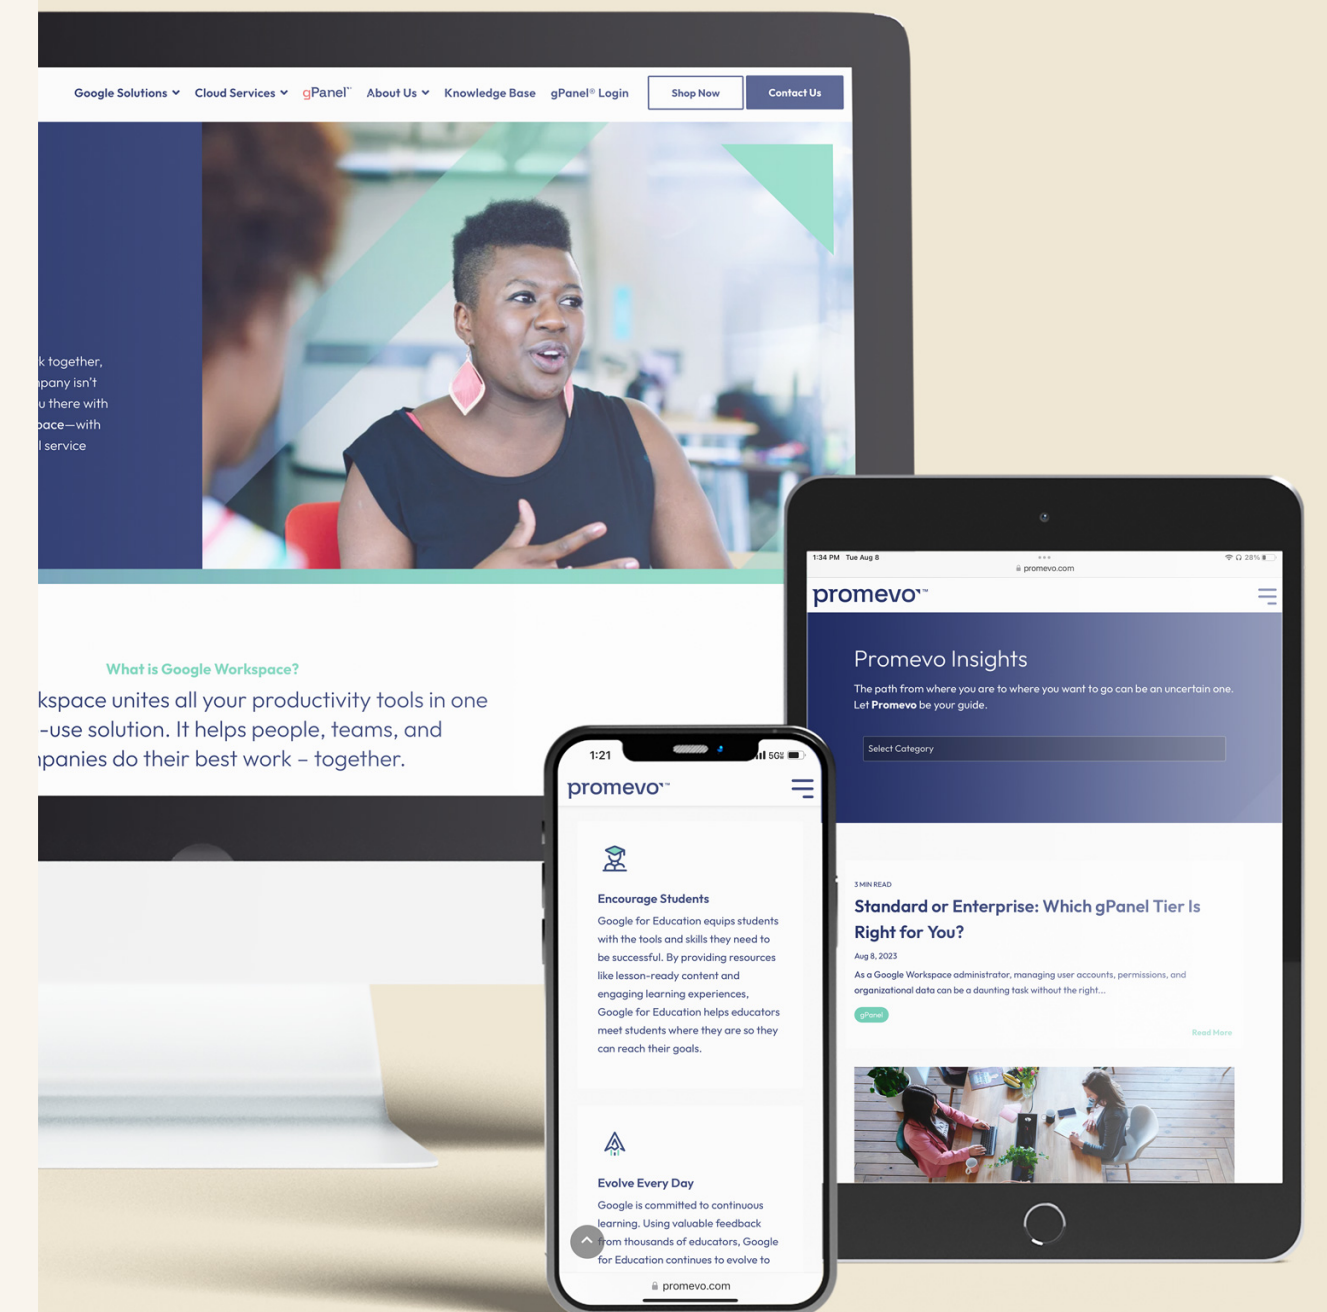 Google Solutions
Cloud Services
gPanel
About Us
Knowledge Base
gPanel® Login
Shop Now
Contact Us
together,
isn't
there with
—with
service
What is Google Workspace?
unites all your productivity tools in one
-use solution. It helps people, teams, and
do their best work – together.
1:34 PM Tue Aug 8
28%
promevo.com
promevo™
Promevo Insights
The path from where you are to where you want to go can be an uncertain one.
Let Promevo be your guide.
Select Category
3 MIN READ
Standard or Enterprise: Which gPanel Tier Is
Right for You?
Aug 8, 2023
As a Google Workspace administrator, managing user accounts, permissions, and
organizational data can be a daunting task without the right...
gPanel
Read More
1:21
promevo™
Encourage Students
Google for Education equips students
with the tools and skills they need to
be successful. By providing resources
like lesson-ready content and
engaging learning experiences,
Google for Education helps educators
meet students where they are so they
can reach their goals.
Evolve Every Day
Google is committed to continuous
learning. Using valuable feedback
from thousands of educators, Google
for Education continues to evolve to
promevo.com